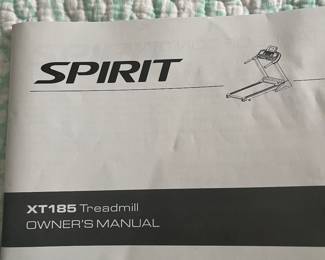 SPIRIT
XT185 Treadmill
OWNER'S MANUAL